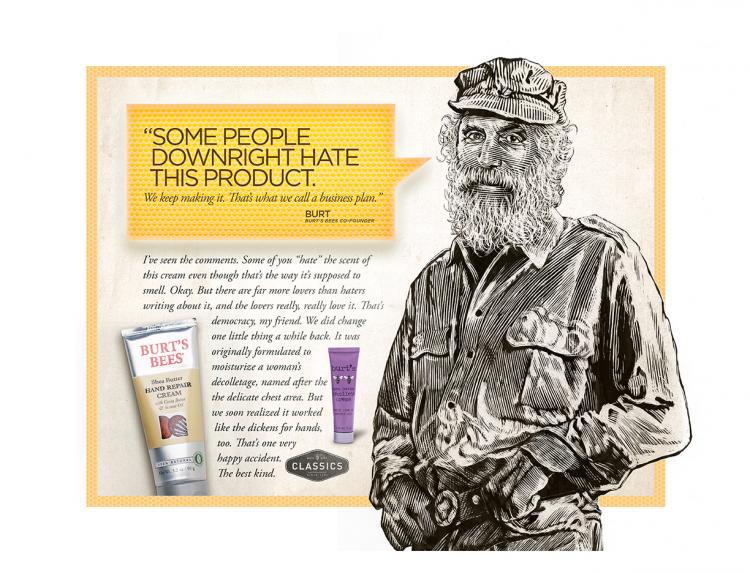 “SOME PEOPLE
DOWNRIGHT HATE
THIS PRODUCT.
We keep making it. That’s what we call a business plan.”
BURT
BURT’S BEES CO-FOUNDER
I’ve seen the comments. Some of you “hate” the scent of
this cream even though that’s the way it’s supposed to
smell. Okay. But there are far more lovers than haters
writing about it, and the lovers really, really love it. That’s
democracy, my friend. We did change
one little thing a while back. It was
originally formulated to
moisturize a woman’s
décolletage, named after the
the delicate chest area. But
we soon realized it worked
like the dickens for hands,
too. That’s one very
happy accident.
The best kind.
BURT’S
BEES
Shea Butter
HAND REPAIR
CREAM
with Cocoa Butter
& Sesame Oil
burt’s
CLASSICS